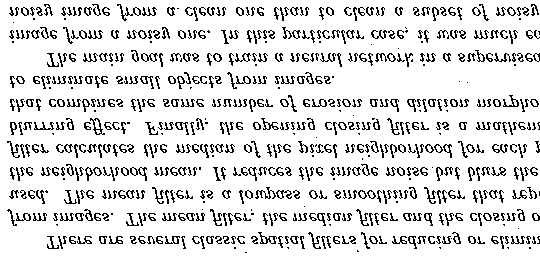 There are several classic spatial filters for reducing or elimin
from images. The mean filter, the median filter and the closing o
used. The mean filter is a lowpass or smoothing filter that repl
the neighborhood mean. It reduces the image noise but blurs the
filter calculates the median of the pixel neighborhood for each p
blurring effect. Finally, the opening closing filter is a mathem
that combines the same number of erosion and dilation morpho
to eliminate small objects from images.
The main goal was to train a neural network in a supervised
image from a noisy one. In this particular case, it was much ea
noisy image from a clean one than to clean a subset of noisy